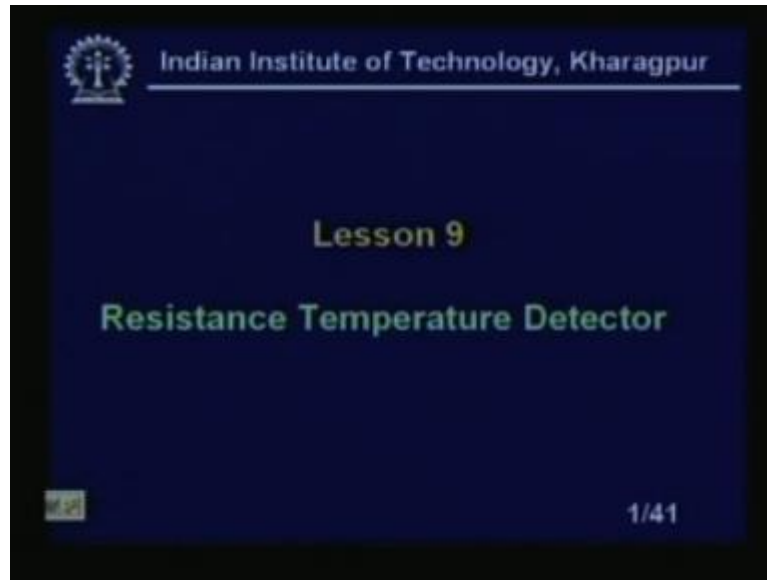 Indian Institute of Technology, Kharagpur
Lesson 9
Resistance Temperature Detector
1/41